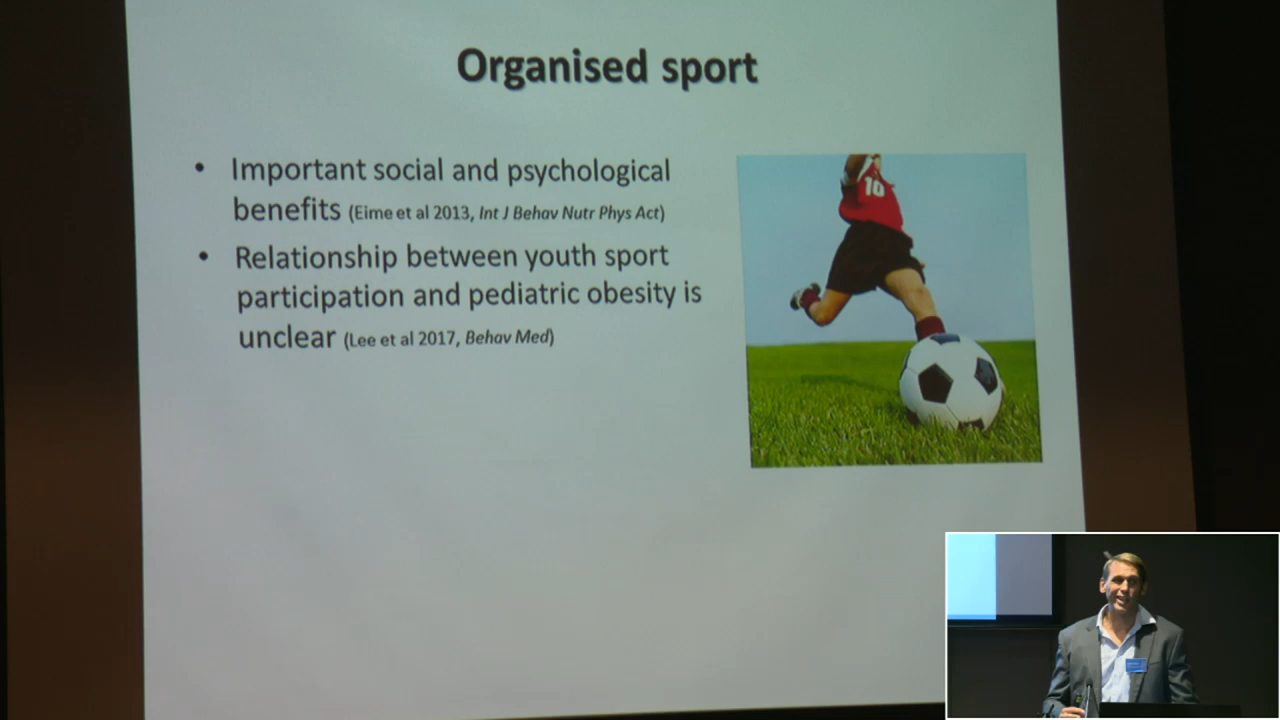 Organised sport
• Important social and psychological
benefits (Eime et al 2013, Int J Behav Nutr Phys Act)
• Relationship between youth sport
participation and pediatric obesity is
unclear (Lee et al 2017, Behav Med)
10